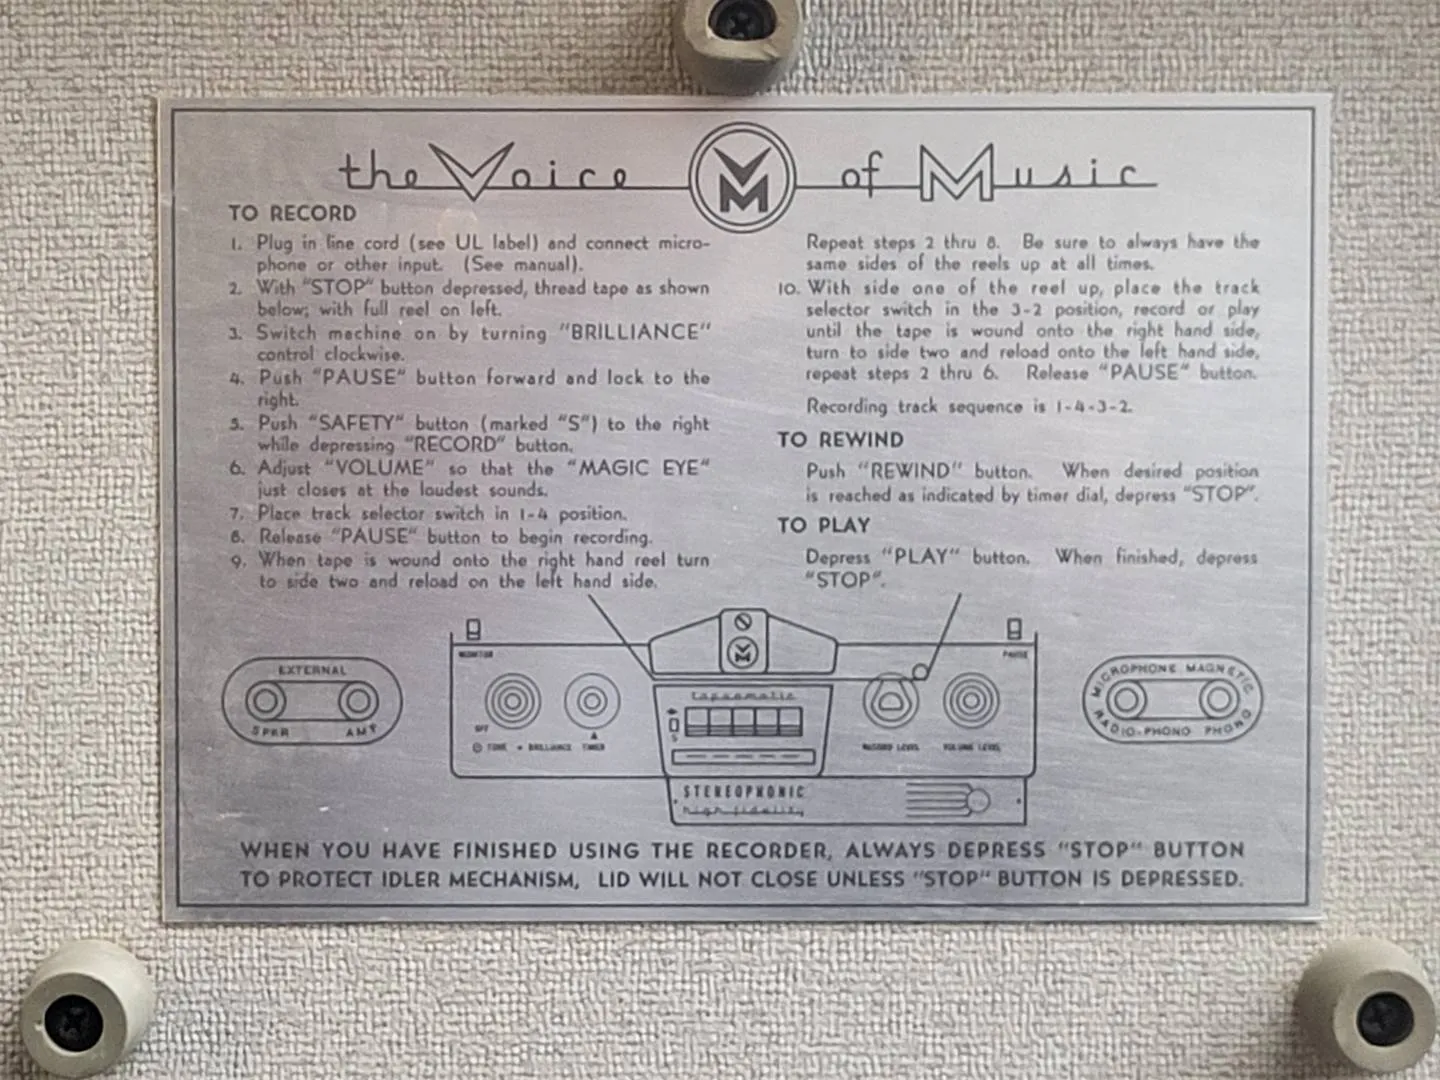 the Voice VM of Music
TO RECORD
1. Plug in line cord (see UL label) and connect micro-
phone or other input. (See manual).
2. With "STOP" button depressed, thread tape as shown
below; with full reel on left.
3. Switch machine on by turning "BRILLIANCE"
control clockwise.
4. Push "PAUSE" button forward and lock to the
right.
5. Push "SAFETY" button (marked "S") to the right
while depressing "RECORD" button.
6. Adjust "VOLUME" so that the "MAGIC EYE"
just closes at the loudest sounds.
7. Place track selector switch in 1-4 position.
8. Release "PAUSE" button to begin recording.
9. When tape is wound onto the right hand reel turn
to side two and reload on the left hand side.
Repeat steps 2 thru 8. Be sure to always have the
same sides of the reels up at all times.
10. With side one of the reel up, place the track
selector switch in the 3-2 position, record or play
until the tape is wound onto the right hand side,
turn to side two and reload onto the left hand side,
repeat steps 2 thru 6. Release "PAUSE" button.
Recording track sequence is 1-4-3-2.
TO REWIND
Push "REWIND" button. When desired position
is reached as indicated by timer dial, depress "STOP".
TO PLAY
Depress "PLAY" button. When finished, depress
"STOP".
EXTERNAL
SPKR AMP
MONITOR
OFF
TONE BRILLIANCE TIMER
VM
tapeomatic
S
PAUSE
RECORD LEVEL VOLUME LEVEL
MICROPHONE MAGNETIC
RADIO-PHONO PHONO
STEREOPHONIC
high fidelity
WHEN YOU HAVE FINISHED USING THE RECORDER, ALWAYS DEPRESS "STOP" BUTTON
TO PROTECT IDLER MECHANISM, LID WILL NOT CLOSE UNLESS "STOP" BUTTON IS DEPRESSED.